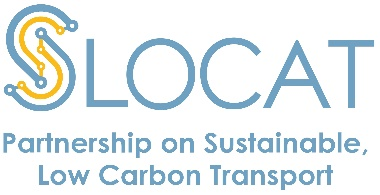 SLOCAT
Partnership on Sustainable,
Low Carbon Transport